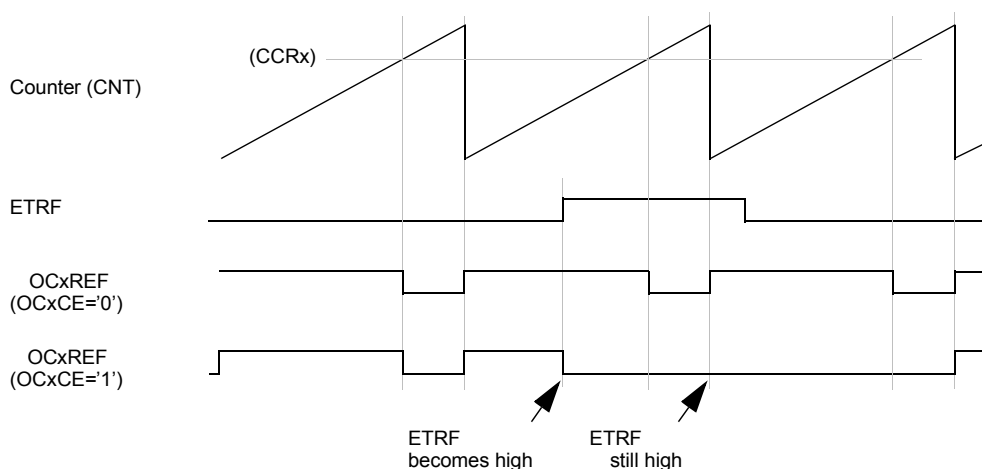 (CCRx)
Counter (CNT)
ETRF
OCxREF
(OCxCE='0')
OCxREF
(OCxCE='1')
ETRF
becomes high
ETRF
still high